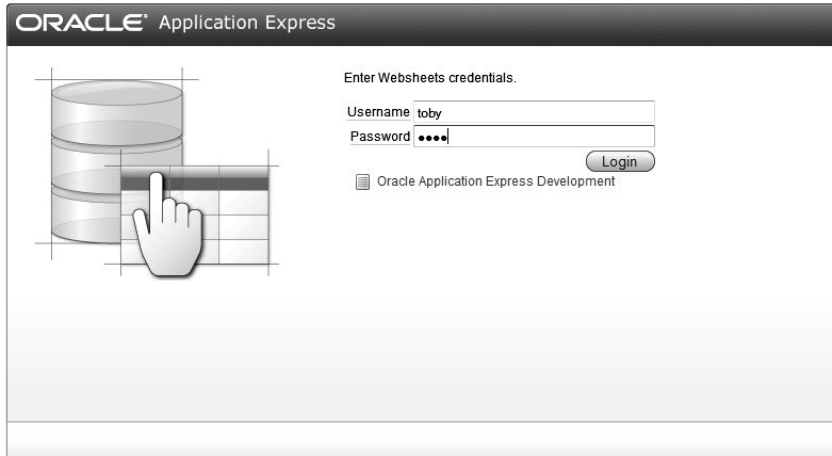 ORACLE Application Express
Enter Websheets credentials.
Username toby
Password ••••
Login
Oracle Application Express Development